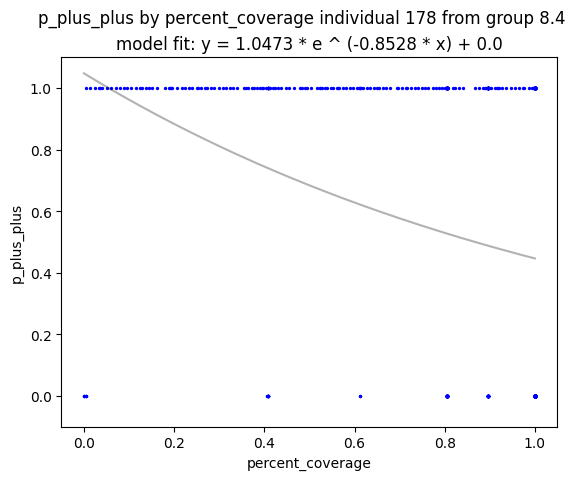 p_plus_plus by percent_coverage individual 178 from group 8.4
model fit: y = 1.0473 * e ^ (-0.8528 * x) + 0.0
1.0
0.8
0.6
0.4
0.2
0.0
p_plus_plus
0.0 0.2 0.4 0.6 0.8 1.0
percent_coverage